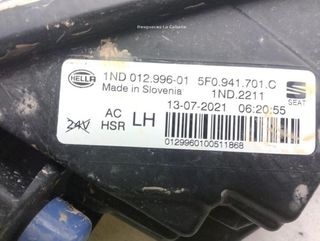 Desguaces La Cabaña
HELLA
1ND 012.996-01 5F0.941.701.C
Made in Slovenia 1ND.2211
SEAT
AC 13-07-2021 06:20:55
24V HSR LH
0129960100511868